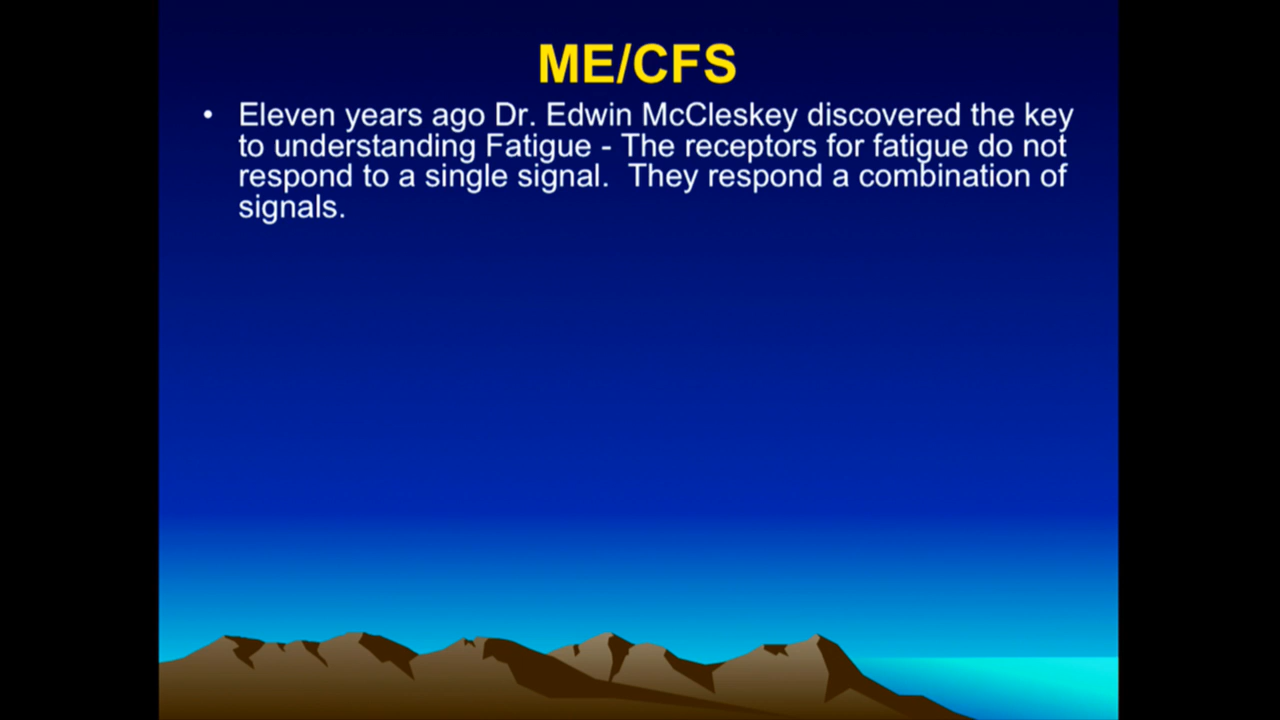 ME/CFS
• Eleven years ago Dr. Edwin McCleskey discovered the key
to understanding Fatigue - The receptors for fatigue do not
respond to a single signal.  They respond a combination of
signals.